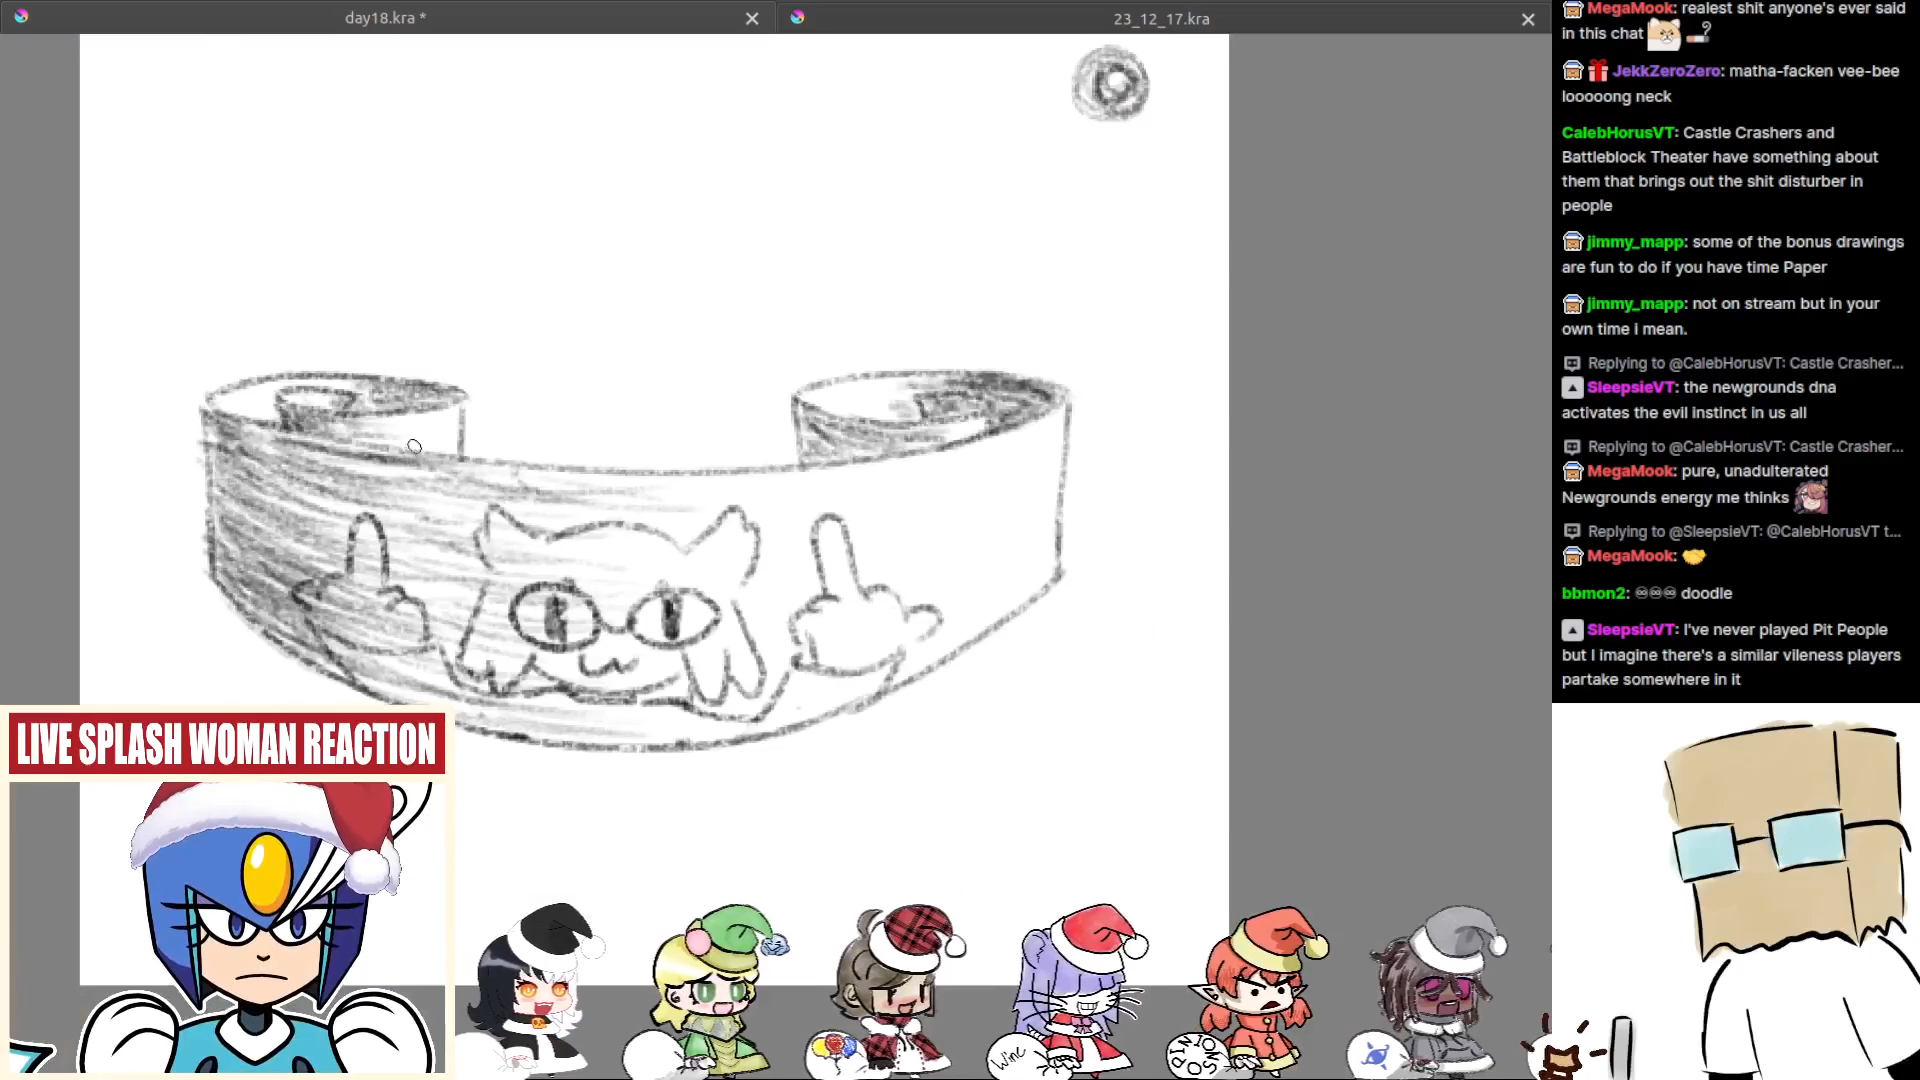 day18.kra *
23_12_17.kra
MegaMook: realest shit anyone's ever said
in this chat
JekkZeroZero: matha-facken vee-bee
looooong neck
CalebHorusVT: Castle Crashers and
Battleblock Theater have something about
them that brings out the shit disturber in
people
jimmy_mapp: some of the bonus drawings
are fun to do if you have time Paper
jimmy_mapp: not on stream but in your
own time i mean.
Replying to @CalebHorusVT: Castle Crasher...
SleepsieVT: the newgrounds dna
activates the evil instinct in us all
Replying to @CalebHorusVT: Castle Crasher...
MegaMook: pure, unadulterated
Newgrounds energy me thinks
Replying to @SleepsieVT: @CalebHorusVT t...
MegaMook:
bbmon2: ♾♾♾ doodle
SleepsieVT: I've never played Pit People
but I imagine there's a similar vileness players
partake somewhere in it
LIVE SPLASH WOMAN REACTION
Wine
OPINIONS